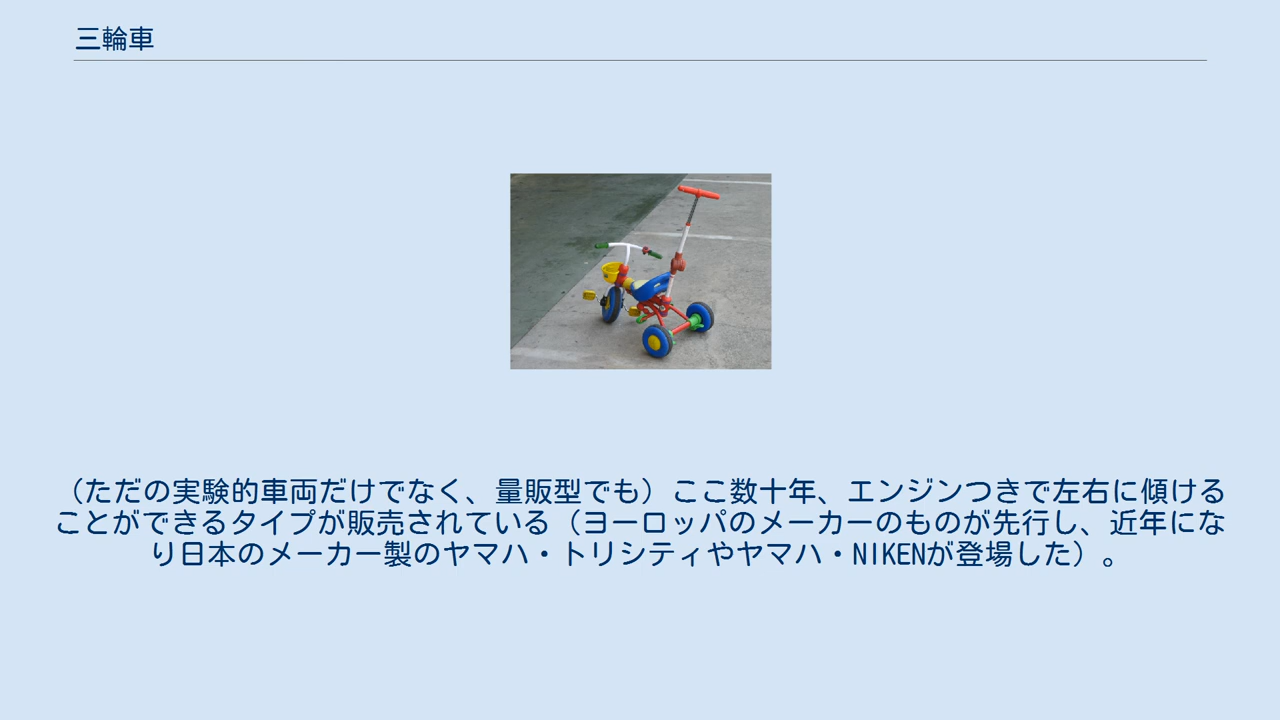 三輪車
（ただの実験的車両だけでなく、量販型でも）ここ数十年、エンジンつきで左右に傾ける
ことができるタイプが販売されている（ヨーロッパのメーカーのものが先行し、近年にな
り日本のメーカー製のヤマハ・トリシティやヤマハ・NIKENが登場した）。